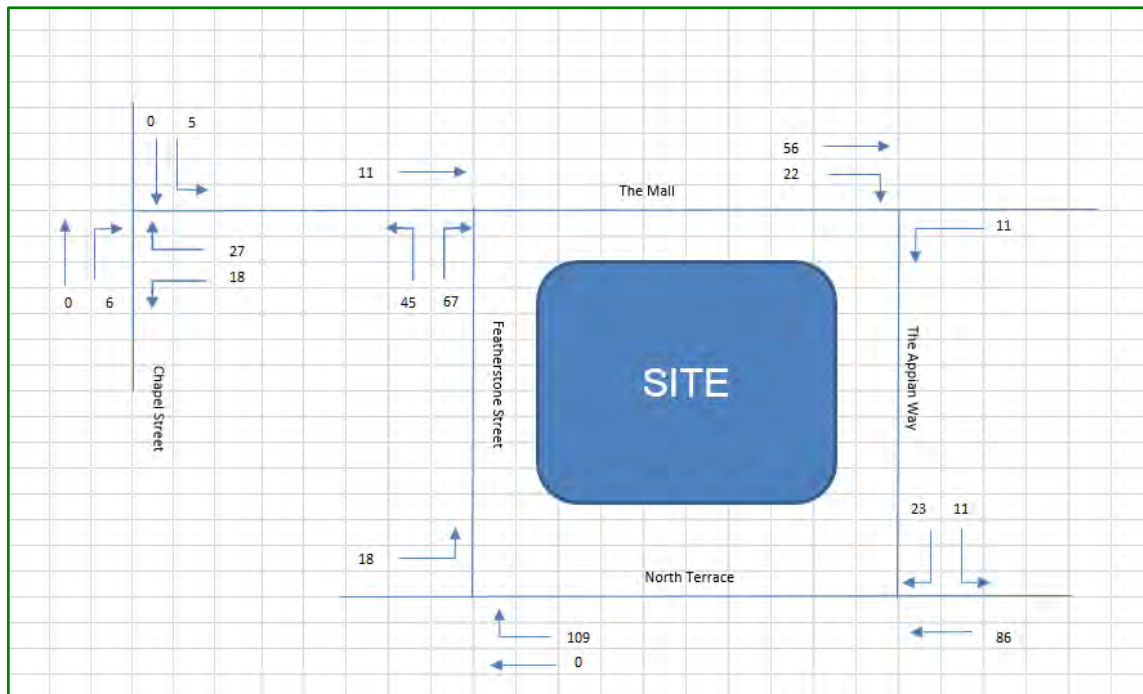 0 5
56
11
22
The Mall
11
27
18
0 6
45 67
Chapel Street
Featherstone Street
SITE
The Appian Way
23 11
18
North Terrace
109
86
0